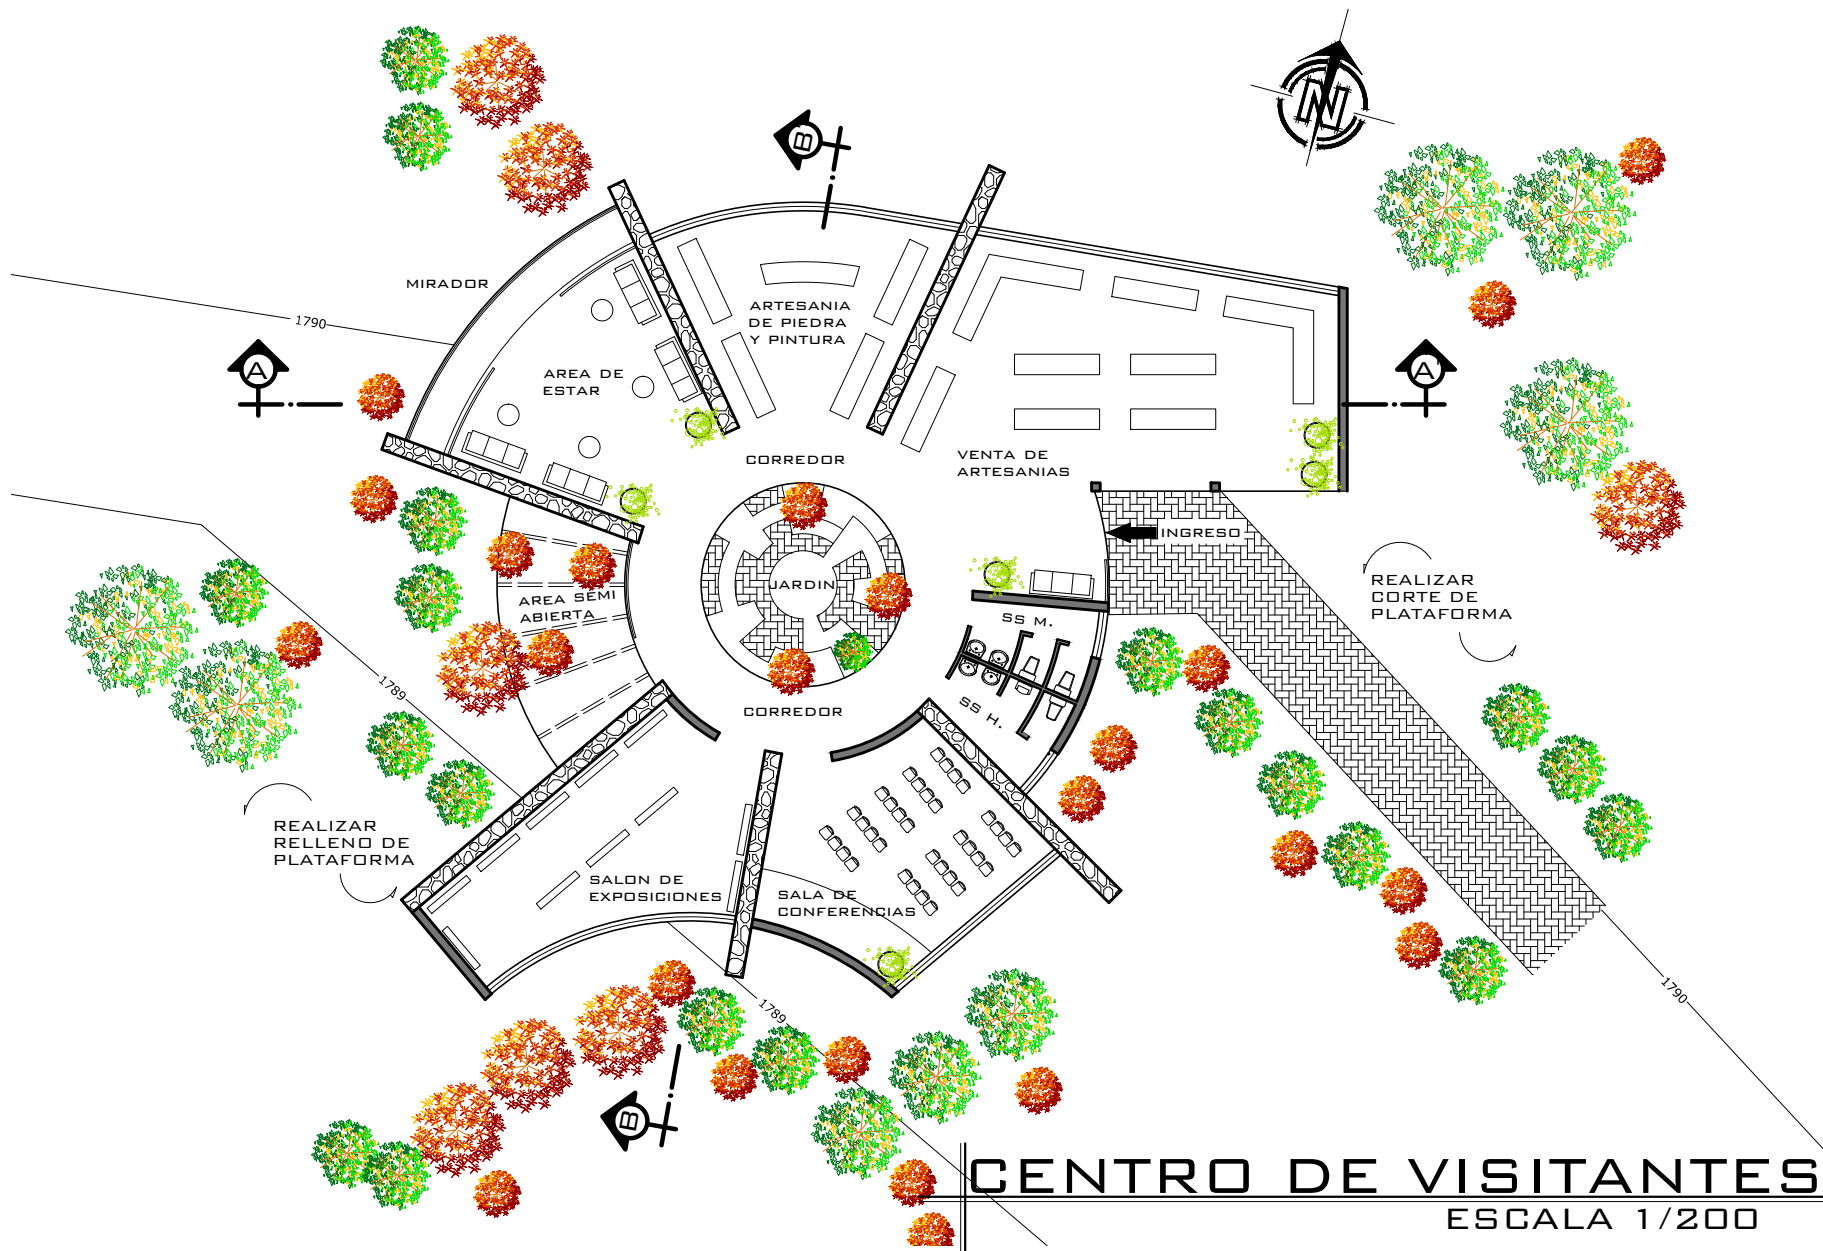 N
B'
MIRADOR
1790
ARTESANIA
DE PIEDRA
Y PINTURA
A
AREA DE
ESTAR
A'
CORREDOR
VENTA DE
ARTESANIAS
INGRESO
JARDIN
AREA SEMI
ABIERTA
SS M.
REALIZAR
CORTE DE
PLATAFORMA
1789
CORREDOR
SS H.
REALIZAR
RELLENO DE
PLATAFORMA
SALON DE
EXPOSICIONES
SALA DE
CONFERENCIAS
1789
1790
B
CENTRO DE VISITANTES
ESCALA 1/200